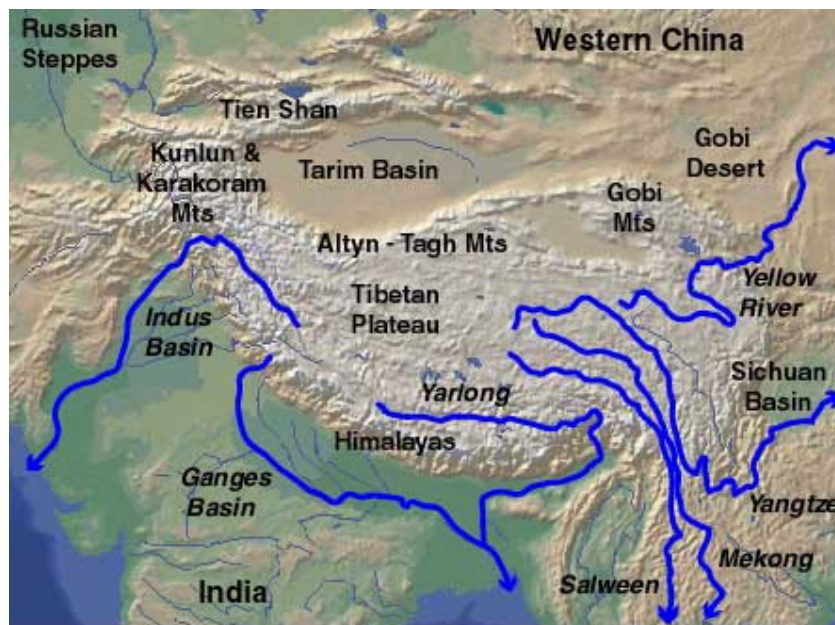 Russian
Steppes
Western China
Tien Shan
Gobi
Desert
Kunlun &
Karakoram
Mts
Tarim Basin
Gobi
Mts
Altyn - Tagh Mts
Yellow
River
Indus
Basin
Tibetan
Plateau
Sichuan
Basin
Yarlong
Himalayas
Ganges
Basin
Yangtze
Mekong
Salween
India